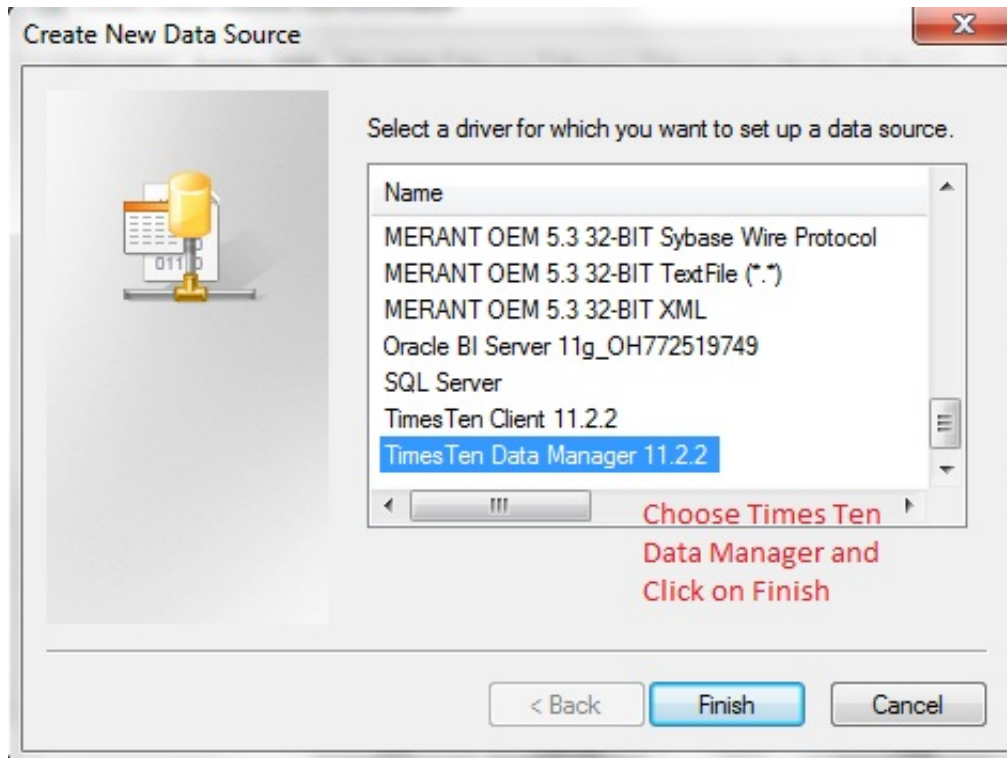 Create New Data Source
Select a driver for which you want to set up a data source.
Name
MERANT OEM 5.3 32-BIT Sybase Wire Protocol
MERANT OEM 5.3 32-BIT TextFile (*.*)
MERANT OEM 5.3 32-BIT XML
Oracle BI Server 11g_OH772519749
SQL Server
TimesTen Client 11.2.2
TimesTen Data Manager 11.2.2
Choose Times Ten
Data Manager and
Click on Finish
< Back
Finish
Cancel